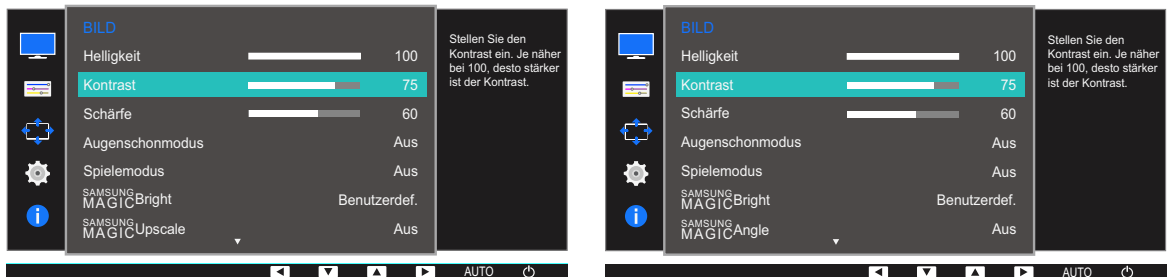 BILD
Helligkeit 100
Kontrast 75
Schärfe 60
Augenschonmodus Aus
Spielemodus Aus
SAMSUNG MAGIC Bright Benutzerdef.
SAMSUNG MAGIC Upscale Aus
Stellen Sie den
Kontrast ein. Je näher
bei 100, desto stärker
ist der Kontrast.
AUTO
BILD
Helligkeit 100
Kontrast 75
Schärfe 60
Augenschonmodus Aus
Spielemodus Aus
SAMSUNG MAGIC Bright Benutzerdef.
SAMSUNG MAGIC Angle Aus
Stellen Sie den
Kontrast ein. Je näher
bei 100, desto stärker
ist der Kontrast.
AUTO